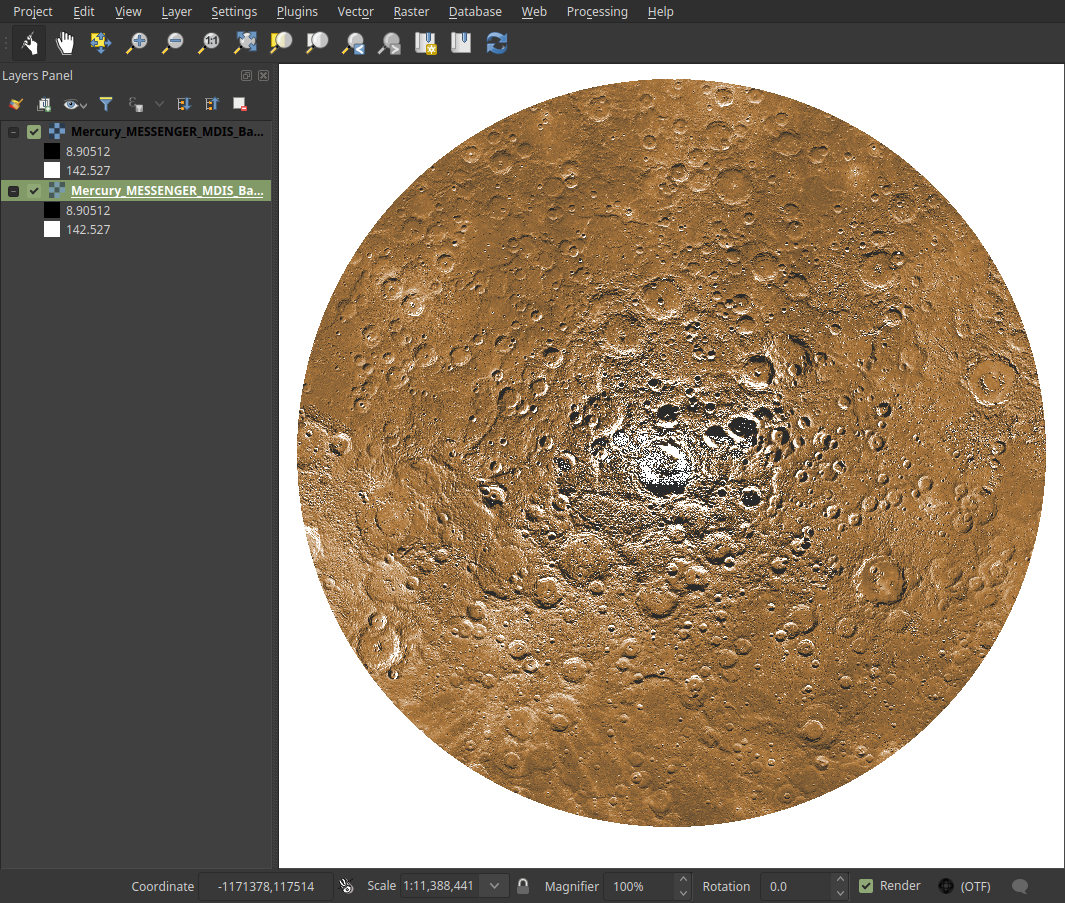 Project Edit View Layer Settings Plugins Vector Raster Database Web Processing Help
1:1
Layers Panel
Mercury_MESSENGER_MDIS_Ba...
8.90512
142.527
Mercury_MESSENGER_MDIS_Ba...
8.90512
142.527
Coordinate -1171378,117514 Scale 1:11,388,441 Magnifier 100% Rotation 0.0 Render (OTF)